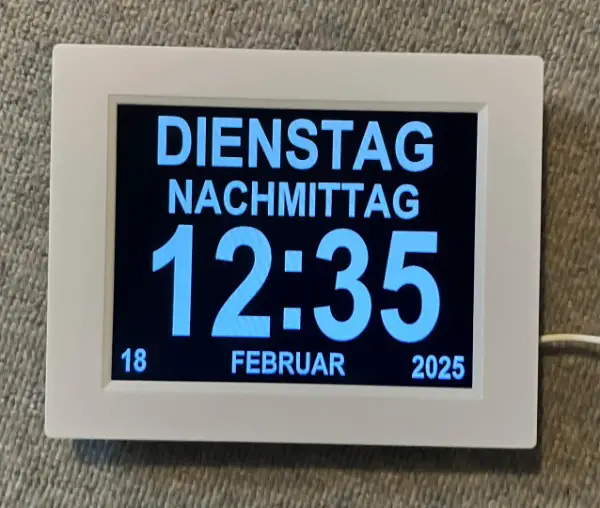 DIENSTAG
NACHMITTAG
12:35
18 FEBRUAR 2025